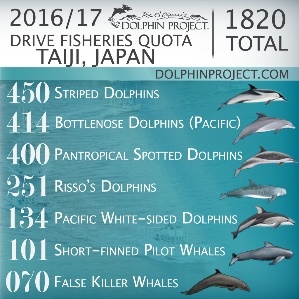 2016/17
Ric O'Barry's
DOLPHIN PROJECT
DRIVE FISHERIES QUOTA
TAIJI, JAPAN
1820
TOTAL
DOLPHINPROJECT.COM
450 STRIPED DOLPHINS
414 BOTTLENOSE DOLPHINS (PACIFIC)
400 PANTROPICAL SPOTTED DOLPHINS
251 RISSO'S DOLPHINS
134 PACIFIC WHITE-SIDED DOLPHINS
101 SHORT-FINNED PILOT WHALES
070 FALSE KILLER WHALES